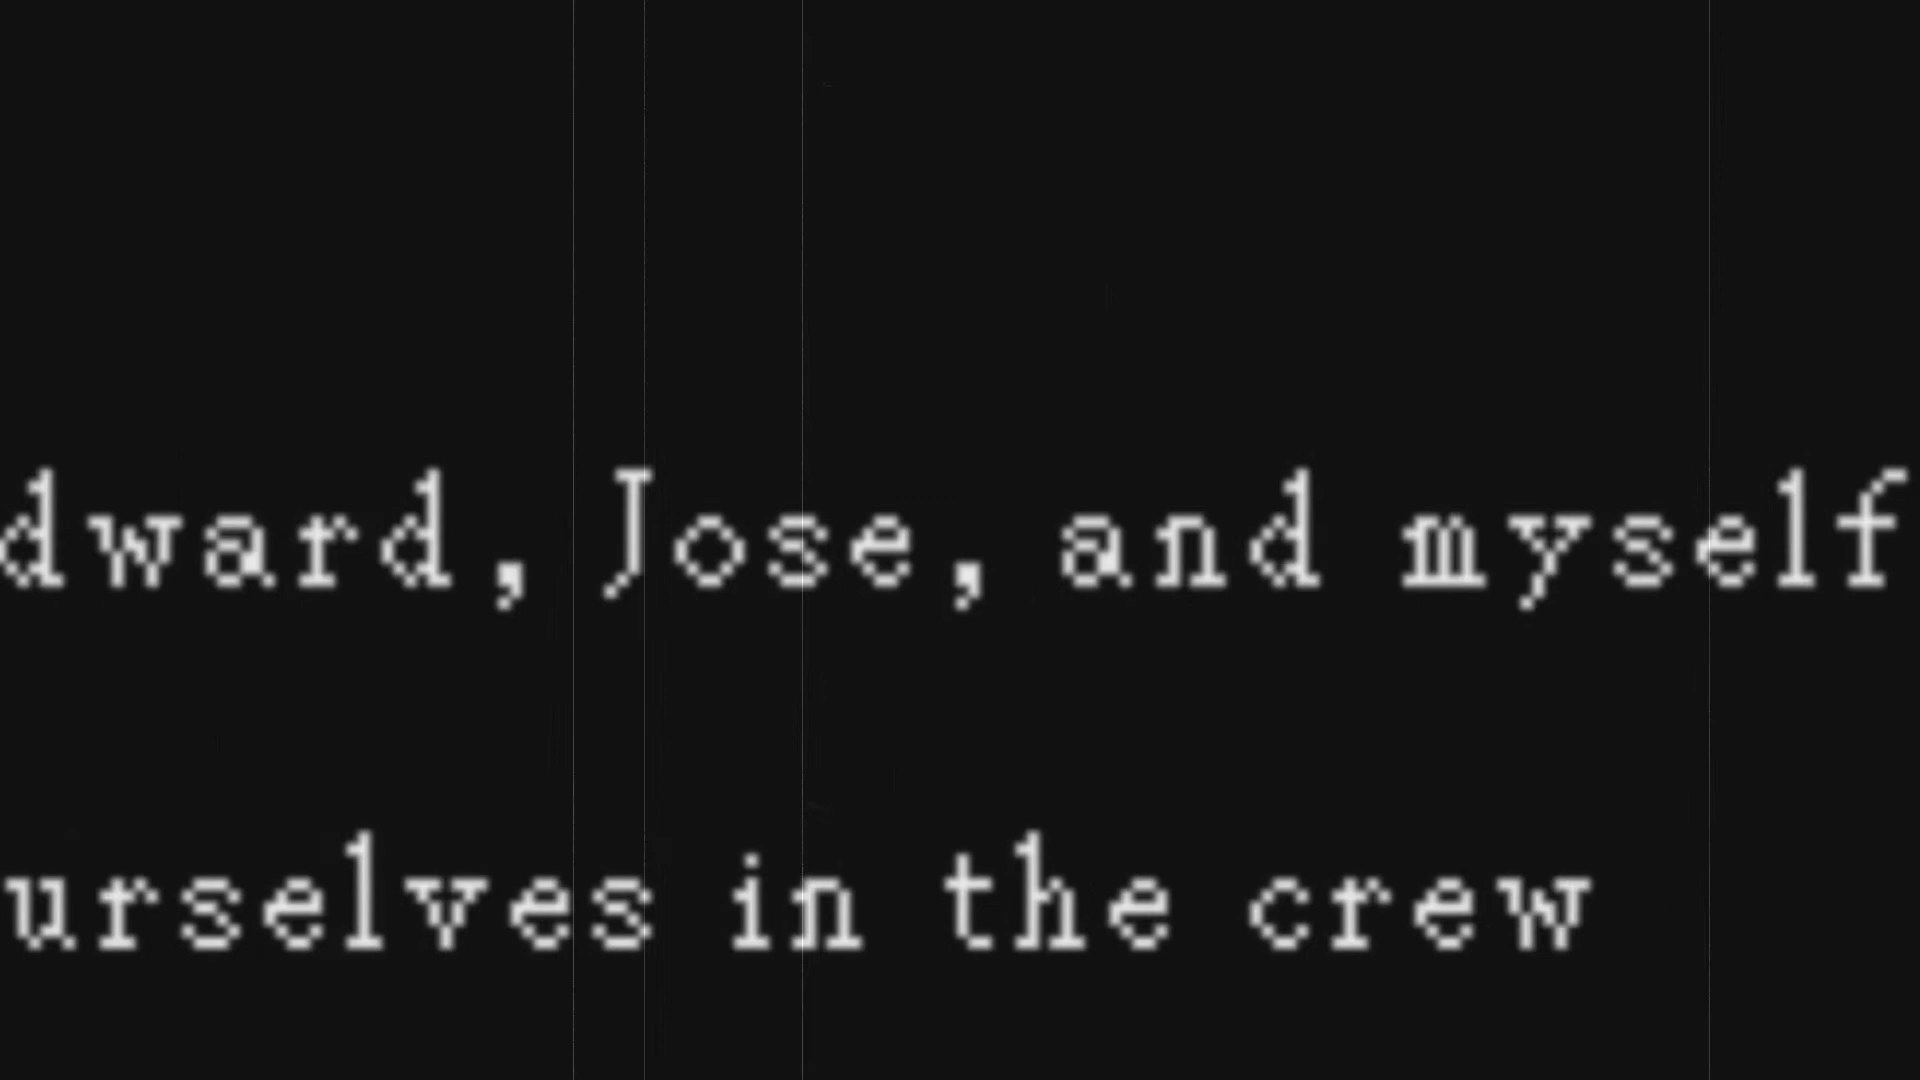 dward, Jose, and myself
urselves in the crew